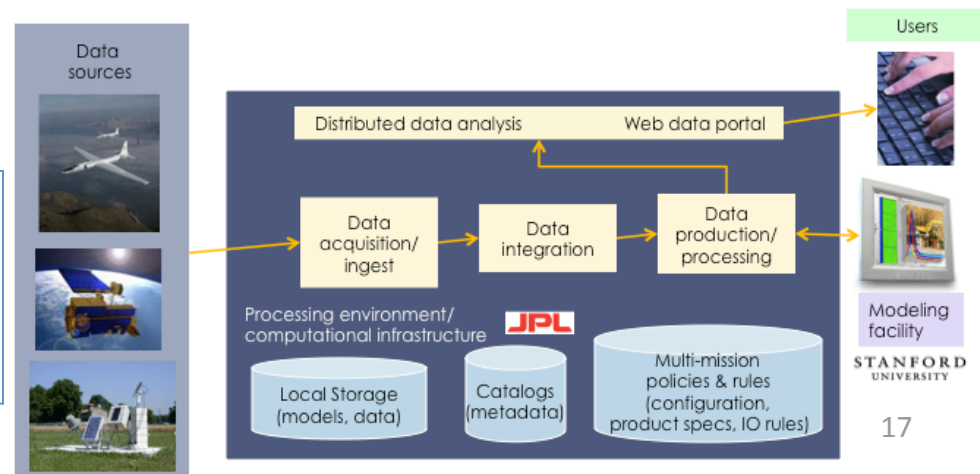 Data
sources
Users
Distributed data analysis
Web data portal
Data
acquisition/
ingest
Data
integration
Data
production/
processing
Processing environment/
computational infrastructure
JPL
Local Storage
(models, data)
Catalogs
(metadata)
Multi-mission
policies & rules
(configuration,
product specs, IO rules)
Modeling
facility
STANFORD
UNIVERSITY
17